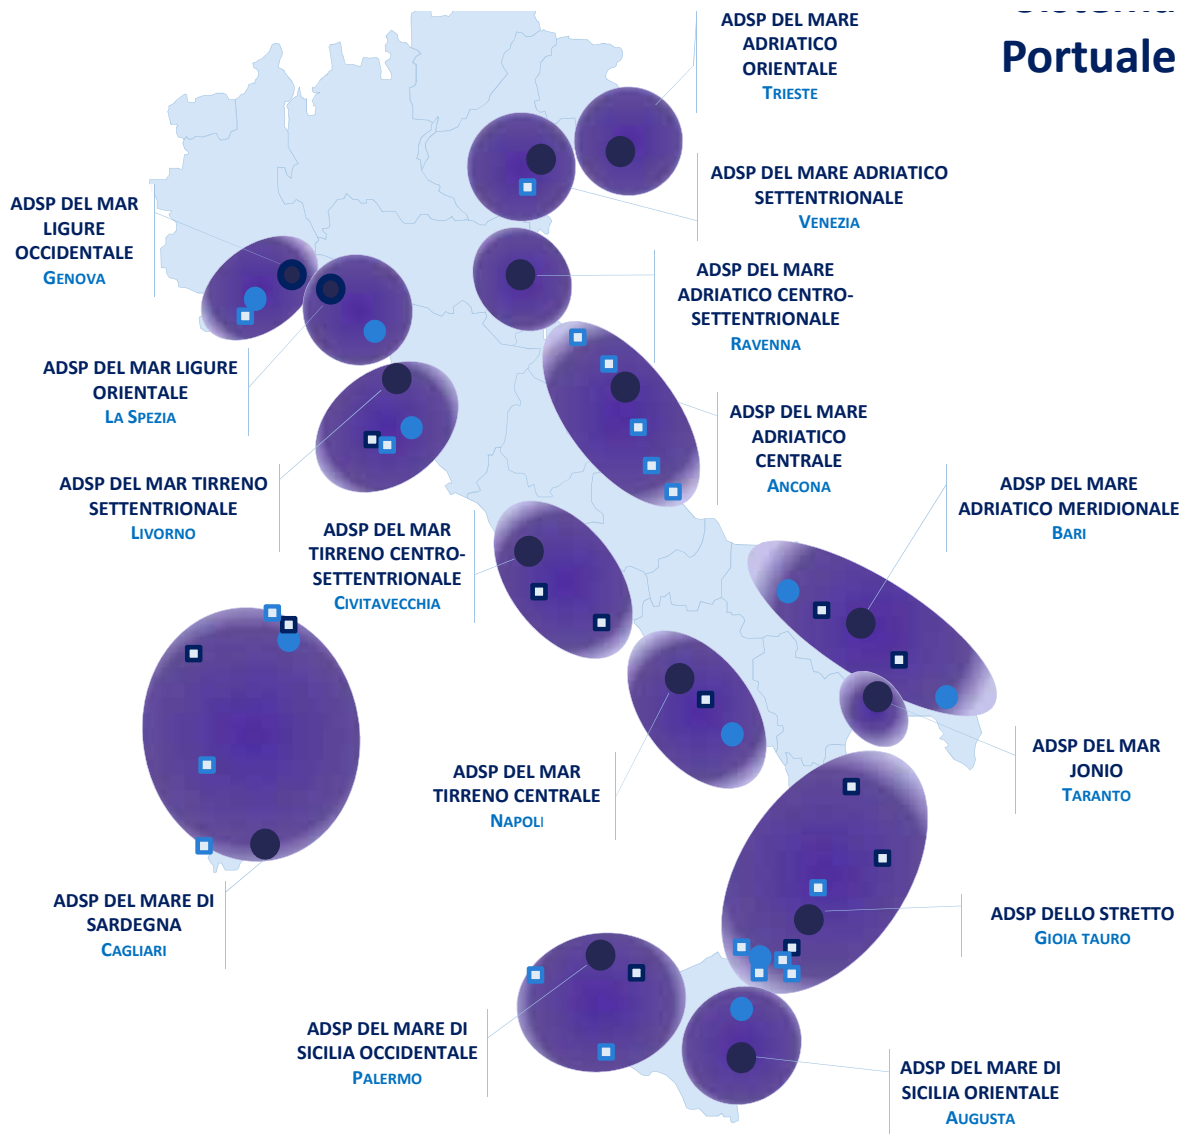 Portuale
ADSP DEL MARE
ADRIATICO
ORIENTALE
TRIESTE
ADSP DEL MARE ADRIATICO
SETTENTRIONALE
VENEZIA
ADSP DEL MAR
LIGURE
OCCIDENTALE
GENOVA
ADSP DEL MARE
ADRIATICO CENTRO-
SETTENTRIONALE
RAVENNA
ADSP DEL MAR LIGURE
ORIENTALE
LA SPEZIA
ADSP DEL MARE
ADRIATICO
CENTRALE
ANCONA
ADSP DEL MAR TIRRENO
SETTENTRIONALE
LIVORNO
ADSP DEL MARE
ADRIATICO MERIDIONALE
BARI
ADSP DEL MAR
TIRRENO CENTRO-
SETTENTRIONALE
CIVITAVECCHIA
ADSP DEL MAR
JONIO
TARANTO
ADSP DEL MAR
TIRRENO CENTRALE
NAPOLI
ADSP DEL MARE DI
SARDEGNA
CAGLIARI
ADSP DELLO STRETTO
GIOIA TAURO
ADSP DEL MARE DI
SICILIA OCCIDENTALE
PALERMO
ADSP DEL MARE DI
SICILIA ORIENTALE
AUGUSTA